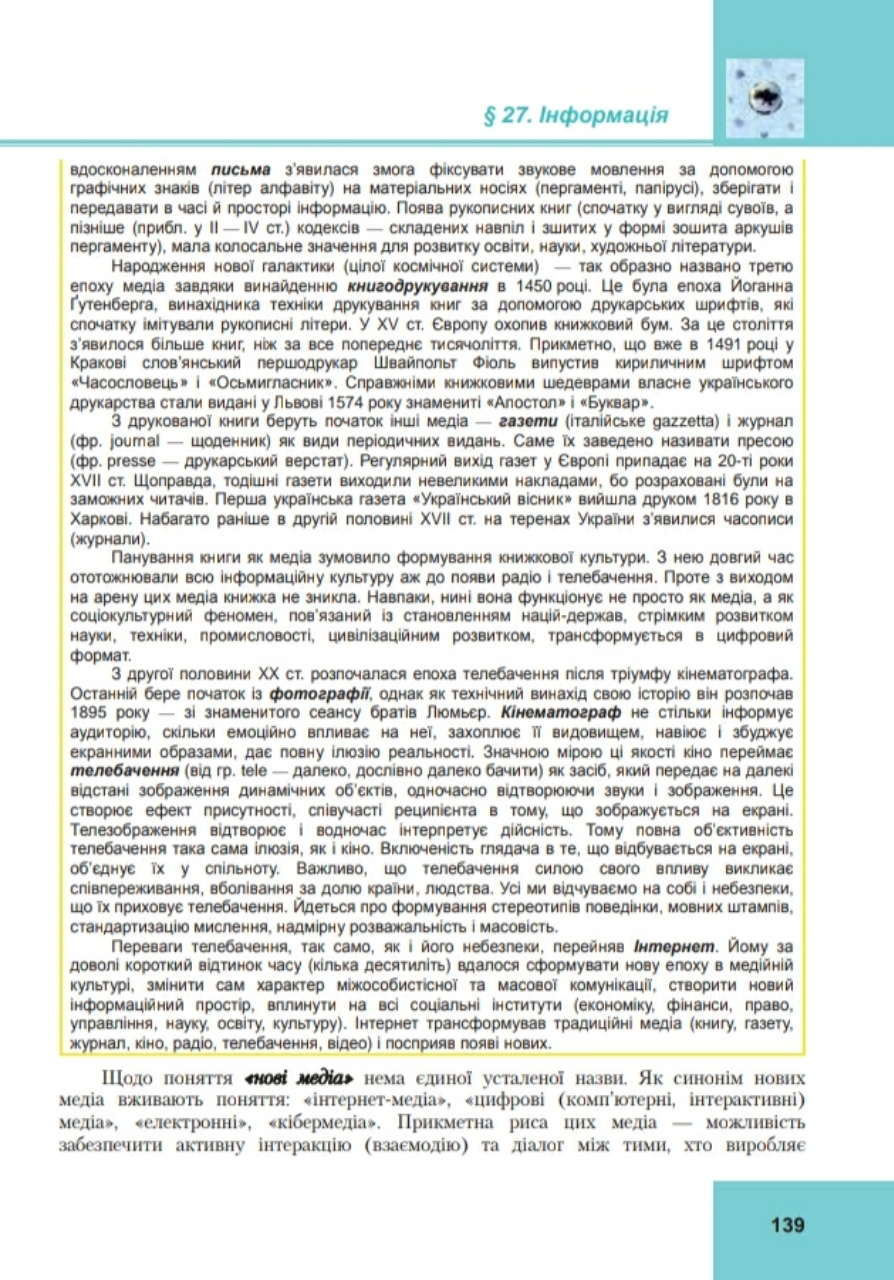 § 27. Інформація
вдосконаленням письма з’явилася змога фіксувати звукове мовлення за допомогою
графічних знаків (літер алфавіту) на матеріальних носіях (пергаменті, папірусі), зберігати і
передавати в часі й просторі інформацію. Поява рукописних книг (спочатку у вигляді сувоїв, а
пізніше (прибл. у II — IV ст.) кодексів — складених навпіл і зшитих у формі зошита аркушів
пергаменту), мала колосальне значення для розвитку освіти, науки, художньої літератури.
Народження нової галактики (цілої космічної системи) — так образно названо третю
епоху медіа завдяки винайденню книгодрукування в 1450 році. Це була епоха Йоганна
Ґутенберга, винахідника техніки друкування книг за допомогою друкарських шрифтів, які
спочатку імітували рукописні літери. У XV ст. Європу охопив книжковий бум. За це століття
з’явилося більше книг, ніж за все попереднє тисячоліття. Прикметно, що вже в 1491 році у
Кракові слов’янський першодрукар Швайпольт Фіоль випустив кириличним шрифтом
«Часословець» і «Осьмигласник». Справжніми книжковими шедеврами власне українського
друкарства стали видані у Львові 1574 року знамениті «Апостол» і «Буквар».
З друкованої книги беруть початок інші медіа — газети (італійське gazzetta) і журнал
(фр. journal — щоденник) як види періодичних видань. Саме їх заведено називати пресою
(фр. presse — друкарський верстат). Регулярний вихід газет у Європі припадає на 20-ті роки
XVII ст. Щоправда, тодішні газети виходили невеликими накладами, бо розраховані були на
заможних читачів. Перша українська газета «Український вісник» вийшла друком 1816 року в
Харкові. Набагато раніше в другій половині XVII ст. на теренах України з’явилися часописи
(журнали).
Панування книги як медіа зумовило формування книжкової культури. З нею довгий час
ототожнювали всю інформаційну культуру аж до появи радіо і телебачення. Проте з виходом
на арену цих медіа книжка не зникла. Навпаки, нині вона функціонує не просто як медіа, а як
соціокультурний феномен, пов’язаний із становленням націй-держав, стрімким розвитком
науки, техніки, промисловості, цивілізаційним розвитком, трансформується в цифровий
формат.
З другої половини XX ст. розпочалася епоха телебачення після тріумфу кінематографа.
Останній бере початок із фотографії, однак як технічний винахід свою історію він розпочав
1895 року — зі знаменитого сеансу братів Люмьєр. Кінематограф не стільки інформує
аудиторію, скільки емоційно впливає на неї, захоплює її видовищем, навіює і збуджує
екранними образами, дає повну ілюзію реальності. Значною мірою ці якості кіно переймає
телебачення (від гр. tele — далеко, дослівно далеко бачити) як засіб, який передає на далекі
відстані зображення динамічних об’єктів, одночасно відтворюючи звуки і зображення. Це
створює ефект присутності, співучасті реципієнта в тому, що зображується на екрані.
Телезображення відтворює і водночас інтерпретує дійсність. Тому повна об’єктивність
телебачення така сама ілюзія, як і кіно. Включеність глядача в те, що відбувається на екрані,
об’єднує їх у спільноту. Важливо, що телебачення силою свого впливу викликає
співпереживання, вболівання за долю країни, людства. Усі ми відчуваємо на собі і небезпеки,
що їх приховує телебачення. Йдеться про формування стереотипів поведінки, мовних штампів,
стандартизацію мислення, надмірну розважальність і масовість.
Переваги телебачення, так само, як і його небезпеки, перейняв Інтернет. Йому за
доволі короткий відтинок часу (кілька десятиліть) вдалося сформувати нову епоху в медійній
культурі, змінити сам характер міжособистісної та масової комунікації, створити новий
інформаційний простір, вплинути на всі соціальні інститути (економіку, фінанси, право,
управління, науку, освіту, культуру). Інтернет трансформував традиційні медіа (книгу, газету,
журнал, кіно, радіо, телебачення, відео) і посприяв появі нових.
Щодо поняття «нові медіа» нема єдиної усталеної назви. Як синонім нових
медіа вживають поняття: «інтернет-медіа», «цифрові (комп’ютерні, інтерактивні)
медіа», «електронні», «кібермедіа». Прикметна риса цих медіа — можливість
забезпечити активну інтеракцію (взаємодію) та діалог між тими, хто виробляє
139